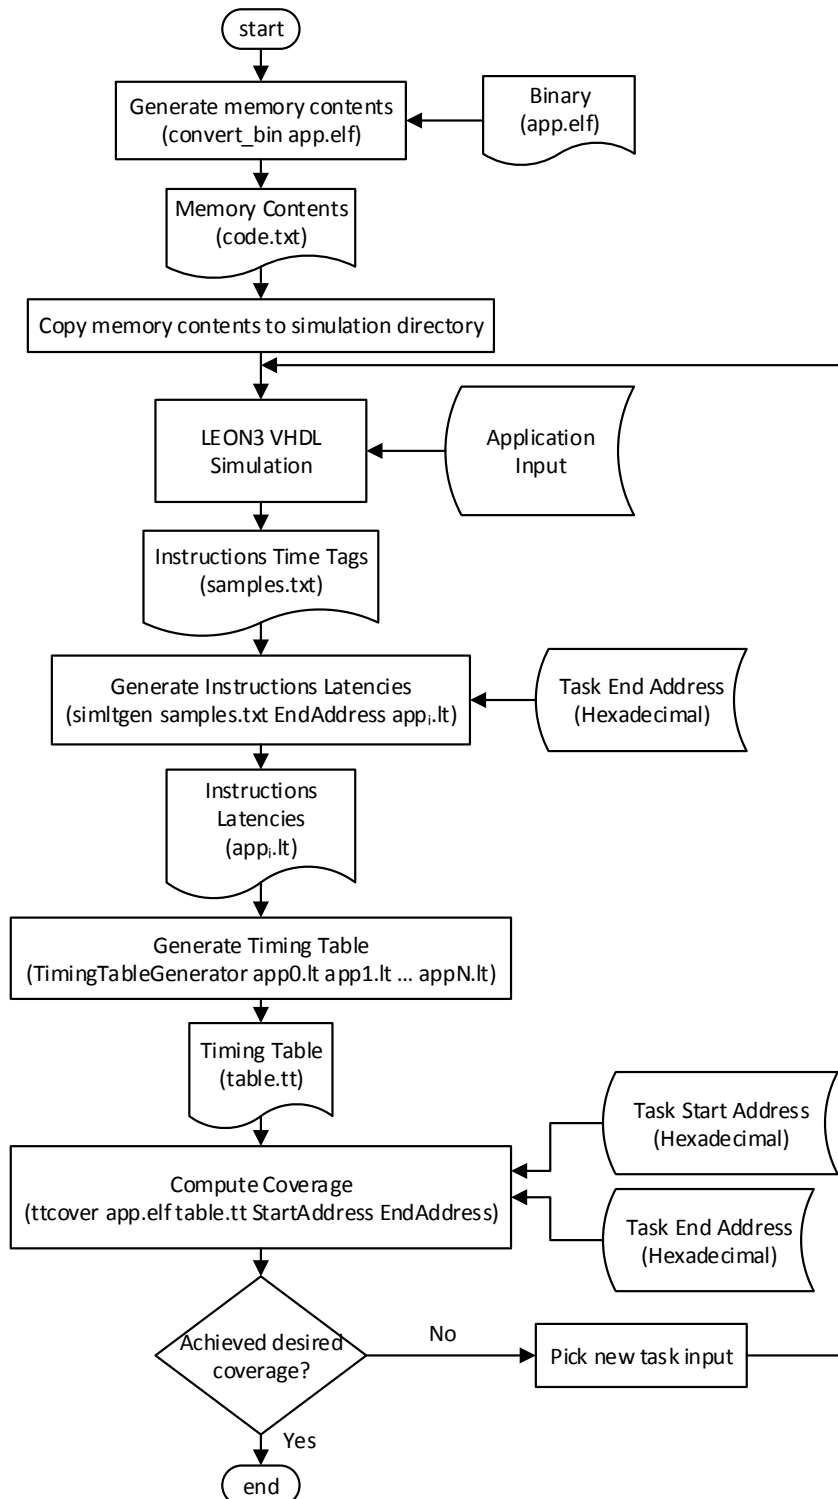 start
Generate memory contents
(convert_bin app.elf)
Binary
(app.elf)
Memory Contents
(code.txt)
Copy memory contents to simulation directory
LEON3 VHDL
Simulation
Application
Input
Instructions Time Tags
(samples.txt)
Generate Instructions Latencies
(simltgen samples.txt EndAddress appᵢ.lt)
Task End Address
(Hexadecimal)
Instructions
Latencies
(appᵢ.lt)
Generate Timing Table
(TimingTableGenerator app0.lt app1.lt ... appN.lt)
Timing Table
(table.tt)
Task Start Address
(Hexadecimal)
Compute Coverage
(ttcover app.elf table.tt StartAddress EndAddress)
Task End Address
(Hexadecimal)
Achieved desired
coverage?
No
Pick new task input
Yes
end